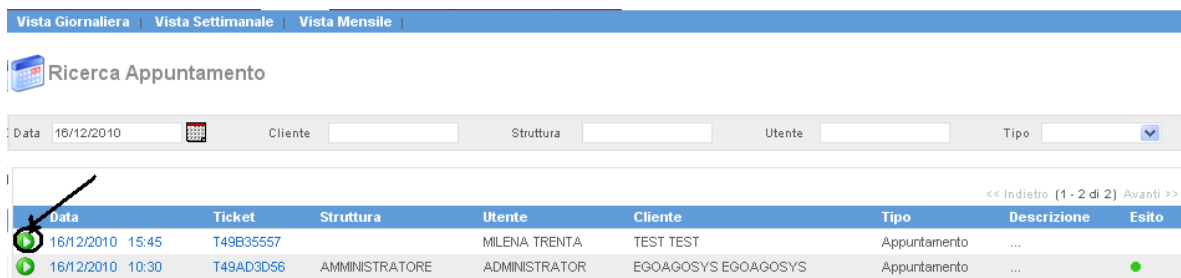 Vista Giornaliera | Vista Settimanale | Vista Mensile |
Ricerca Appuntamento
Data 16/12/2010 Cliente Struttura Utente Tipo
<< Indietro (1 - 2 di 2) Avanti >>
Data Ticket Struttura Utente Cliente Tipo Descrizione Esito
16/12/2010 15:45 T49B35557 MILENA TRENTA TEST TEST Appuntamento ...
16/12/2010 10:30 T49AD3D56 AMMINISTRATORE ADMINISTRATOR EGOAGOSYS EGOAGOSYS Appuntamento ...